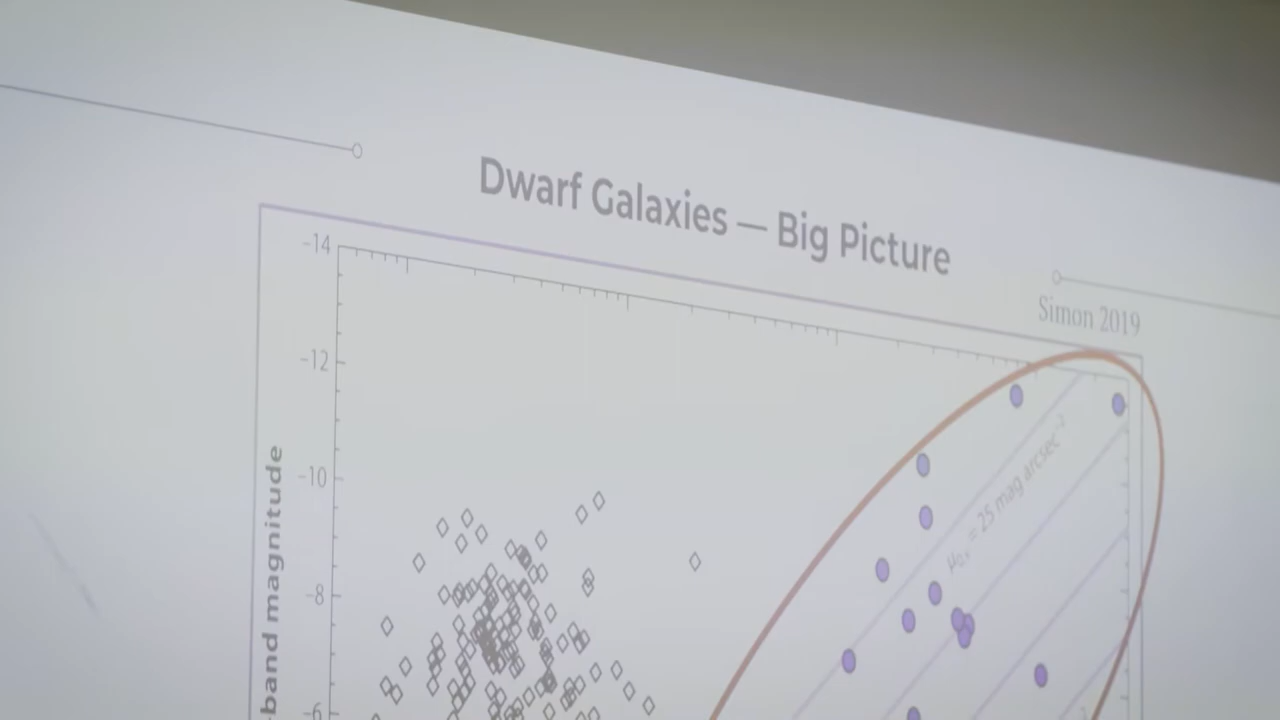 Dwarf Galaxies — Big Picture
Simon 2019
-14
-12
-10
-8
-6
band magnitude
μ₀,ᵥ = 25 mag arcsec⁻²